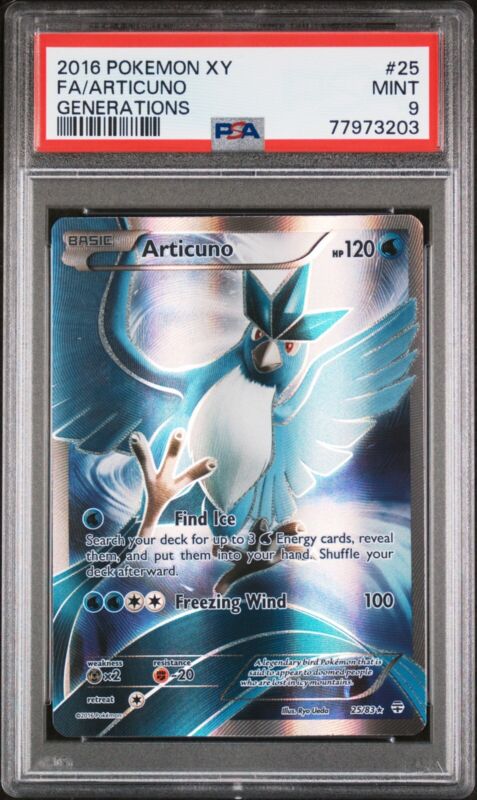 2016 POKEMON XY #25
FA/ARTICUNO MINT
GENERATIONS 9
PSA 77973203
BASIC Articuno HP120
Find Ice
Search your deck for up to 3 Energy cards, reveal
them, and put them into your hand. Shuffle your
deck afterward.
Freezing Wind 100
weakness resistance
x2 -20
retreat
A legendary bird Pokémon that is
said to appear to doomed people
who are lost in icy mountains.
©2016 Pokémon Illus. Ryo Ueda 25/83★